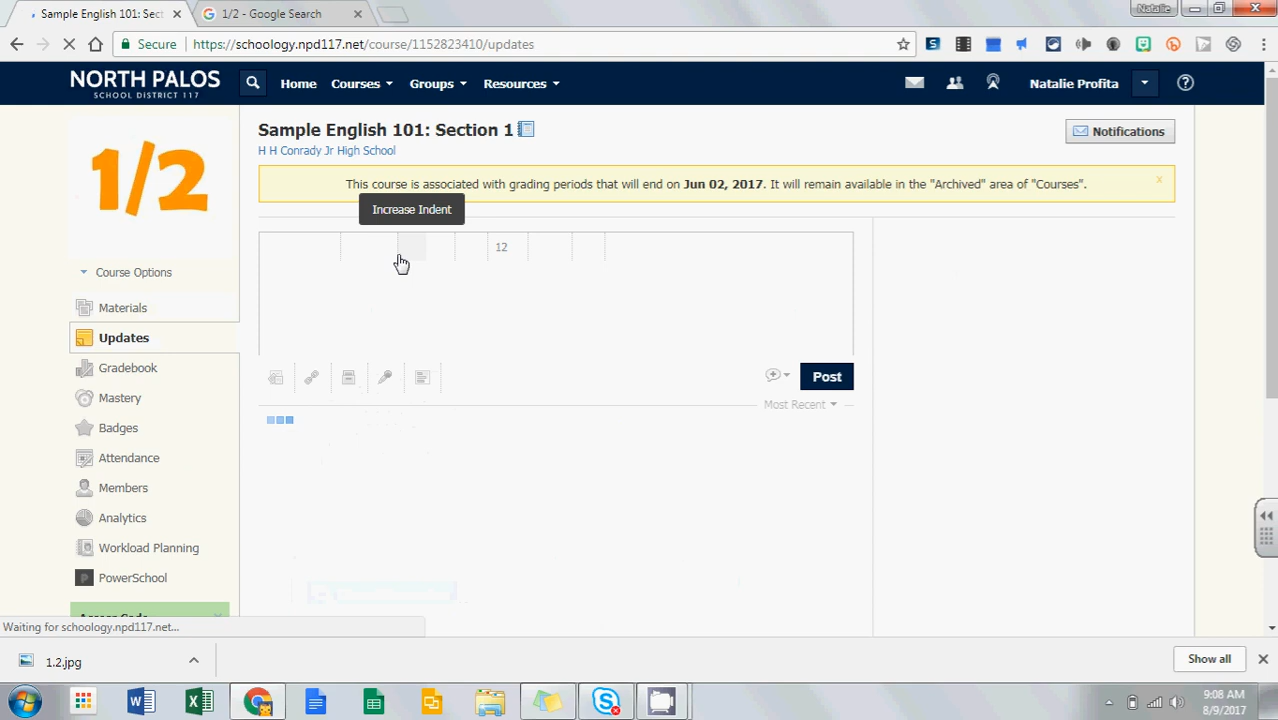 Sample English 101: Sect
1/2 - Google Search
Natalie
Secure
https://schoology.npd117.net/course/1153823410/updates
NORTH PALOS
SCHOOL DISTRICT 117
Home
Courses
Groups
Resources
Natalie Profita
1/2
Sample English 101: Section 1
H H Conrady Jr High School
Notifications
This course is associated with grading periods that will end on Jun 02, 2017. It will remain available in the "Archived" area of "Courses".
Increase Indent
12
Course Options
Materials
Updates
Gradebook
Mastery
Badges
Attendance
Members
Analytics
Workload Planning
PowerSchool
Post
Most Recent
Waiting for schoology.npd117.net...
1.2.jpg
Show all
9:08 AM
8/9/2017